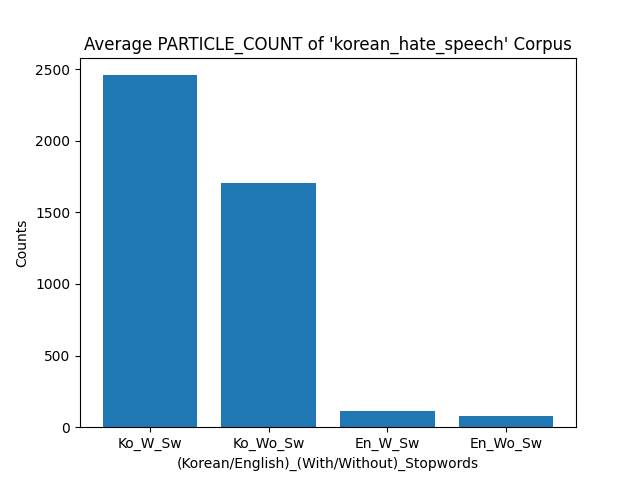 Average PARTICLE_COUNT of 'korean_hate_speech' Corpus
2500
2000
1500
1000
500
0
Counts
Ko_W_Sw Ko_Wo_Sw En_W_Sw En_Wo_Sw
(Korean/English)_(With/Without)_Stopwords